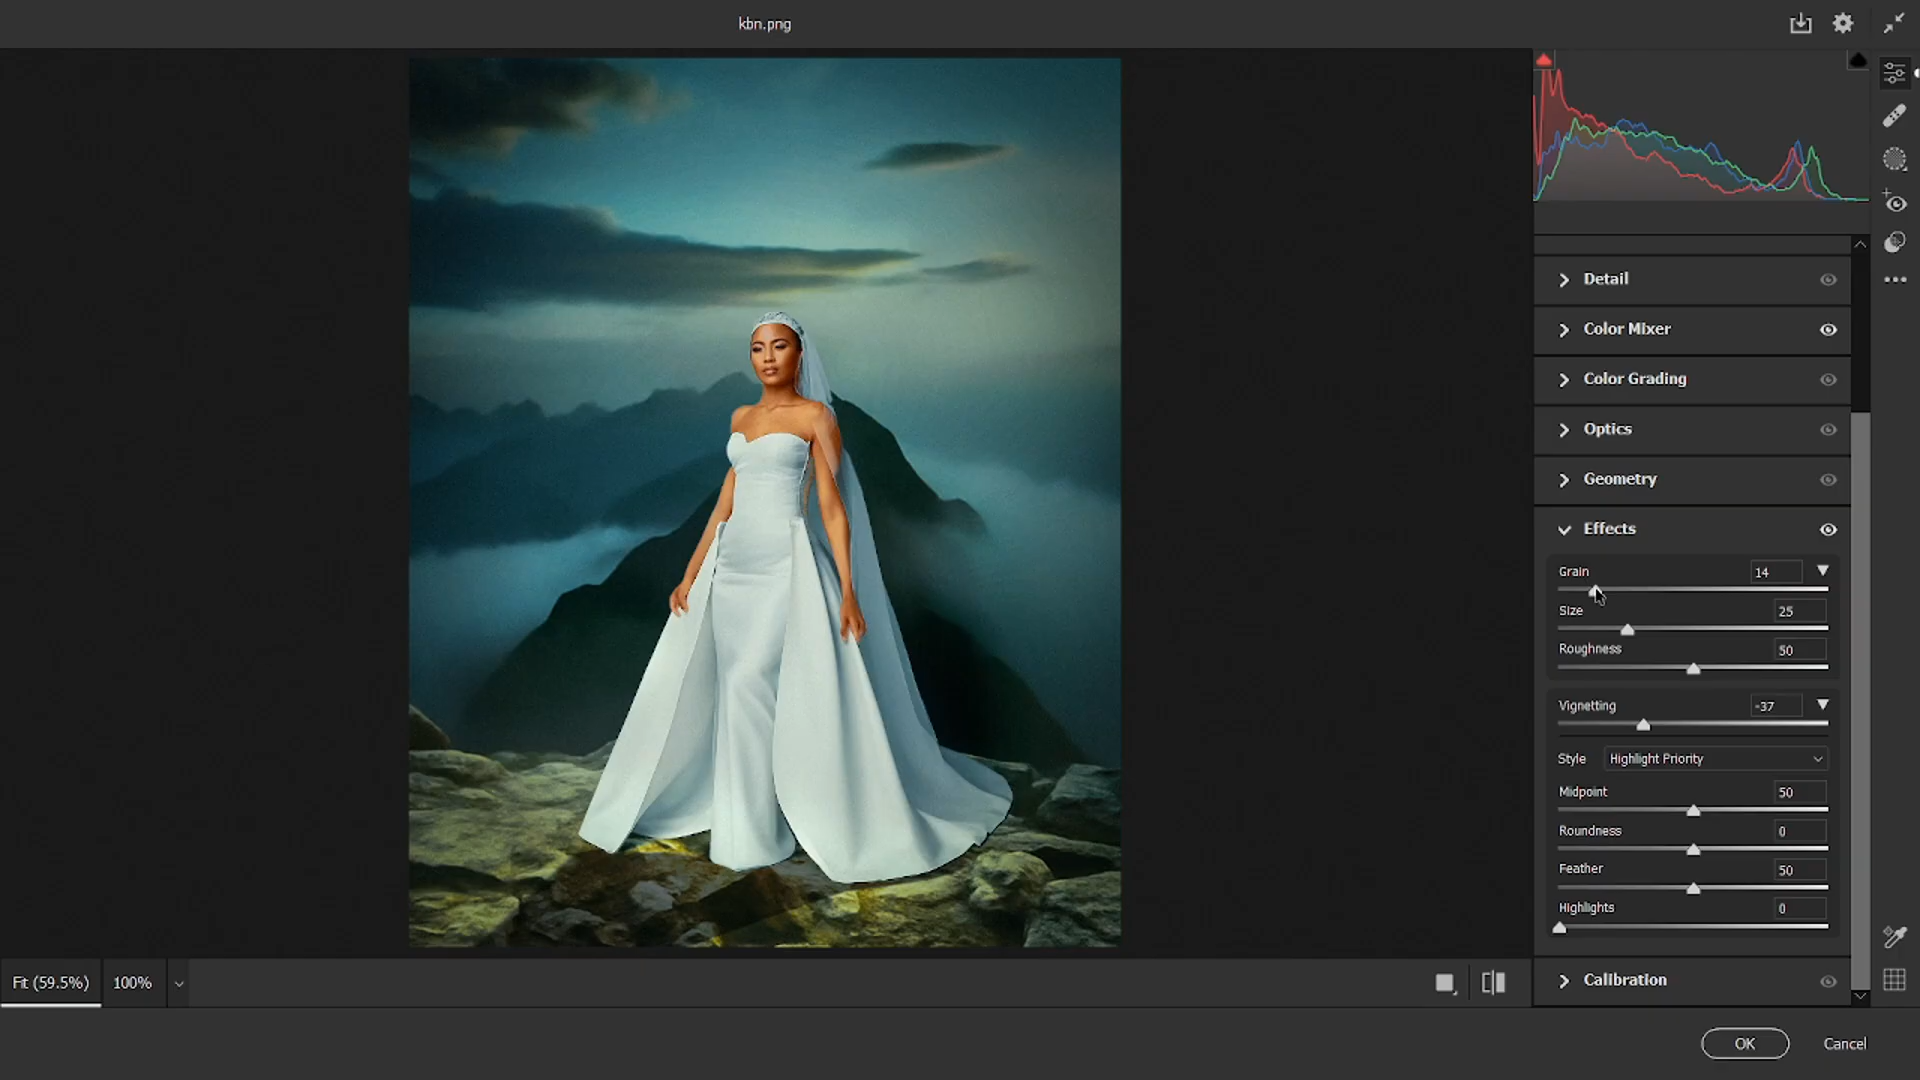 kbn.png
Detail
Color Mixer
Color Grading
Optics
Geometry
Effects
Grain 14
Size 25
Roughness 50
Vignetting -37
Style Highlight Priority
Midpoint 50
Roundness 0
Feather 50
Highlights 0
Calibration
Fit (59.5%) 100%
OK Cancel